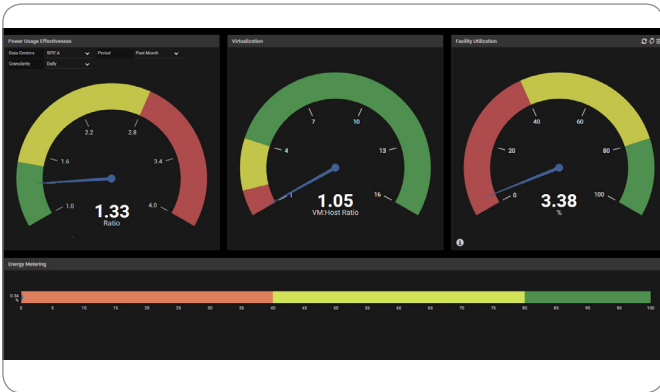 Power Usage Effectiveness
Data Centers SITE A Period Past Month
Granularity Daily
1.0
1.6
2.2
2.8
3.4
4.0
1.33
Ratio
Virtualization
1
4
7
10
13
16
1.05
VM:Host Ratio
Facility Utilization
0
20
40
60
80
100
3.38
%
Energy Metering
0.34
%
0 5 10 15 20 25 30 35 40 45 50 55 60 65 70 75 80 85 90 95 100